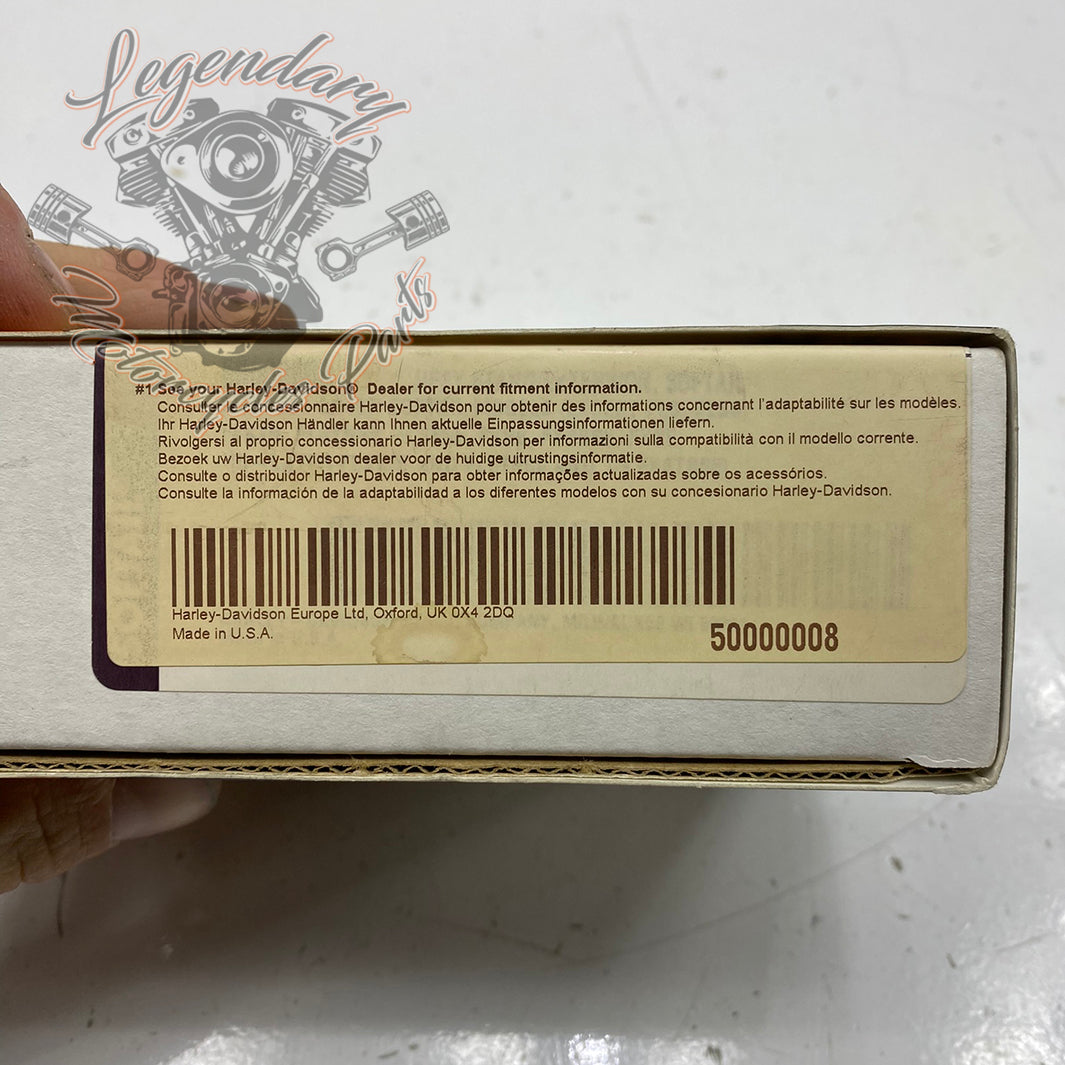 Legendary
Motorcycles Parts
#1 See your Harley-Davidson® Dealer for current fitment information.
Consulter le concessionnaire Harley-Davidson pour obtenir des informations concernant l'adaptabilité sur les modèles.
Ihr Harley-Davidson Händler kann Ihnen aktuelle Einpassungsinformationen liefern.
Rivolgersi al proprio concessionario Harley-Davidson per informazioni sulla compatibilità con il modello corrente.
Bezoek uw Harley-Davidson dealer voor de huidige uitrustingsinformatie.
Consulte o distribuidor Harley-Davidson para obter informações actualizadas sobre os acessórios.
Consulte la información de la adaptabilidad a los diferentes modelos con su concesionario Harley-Davidson.
Harley-Davidson Europe Ltd, Oxford, UK 0X4 2DQ
Made in U.S.A.
50000008